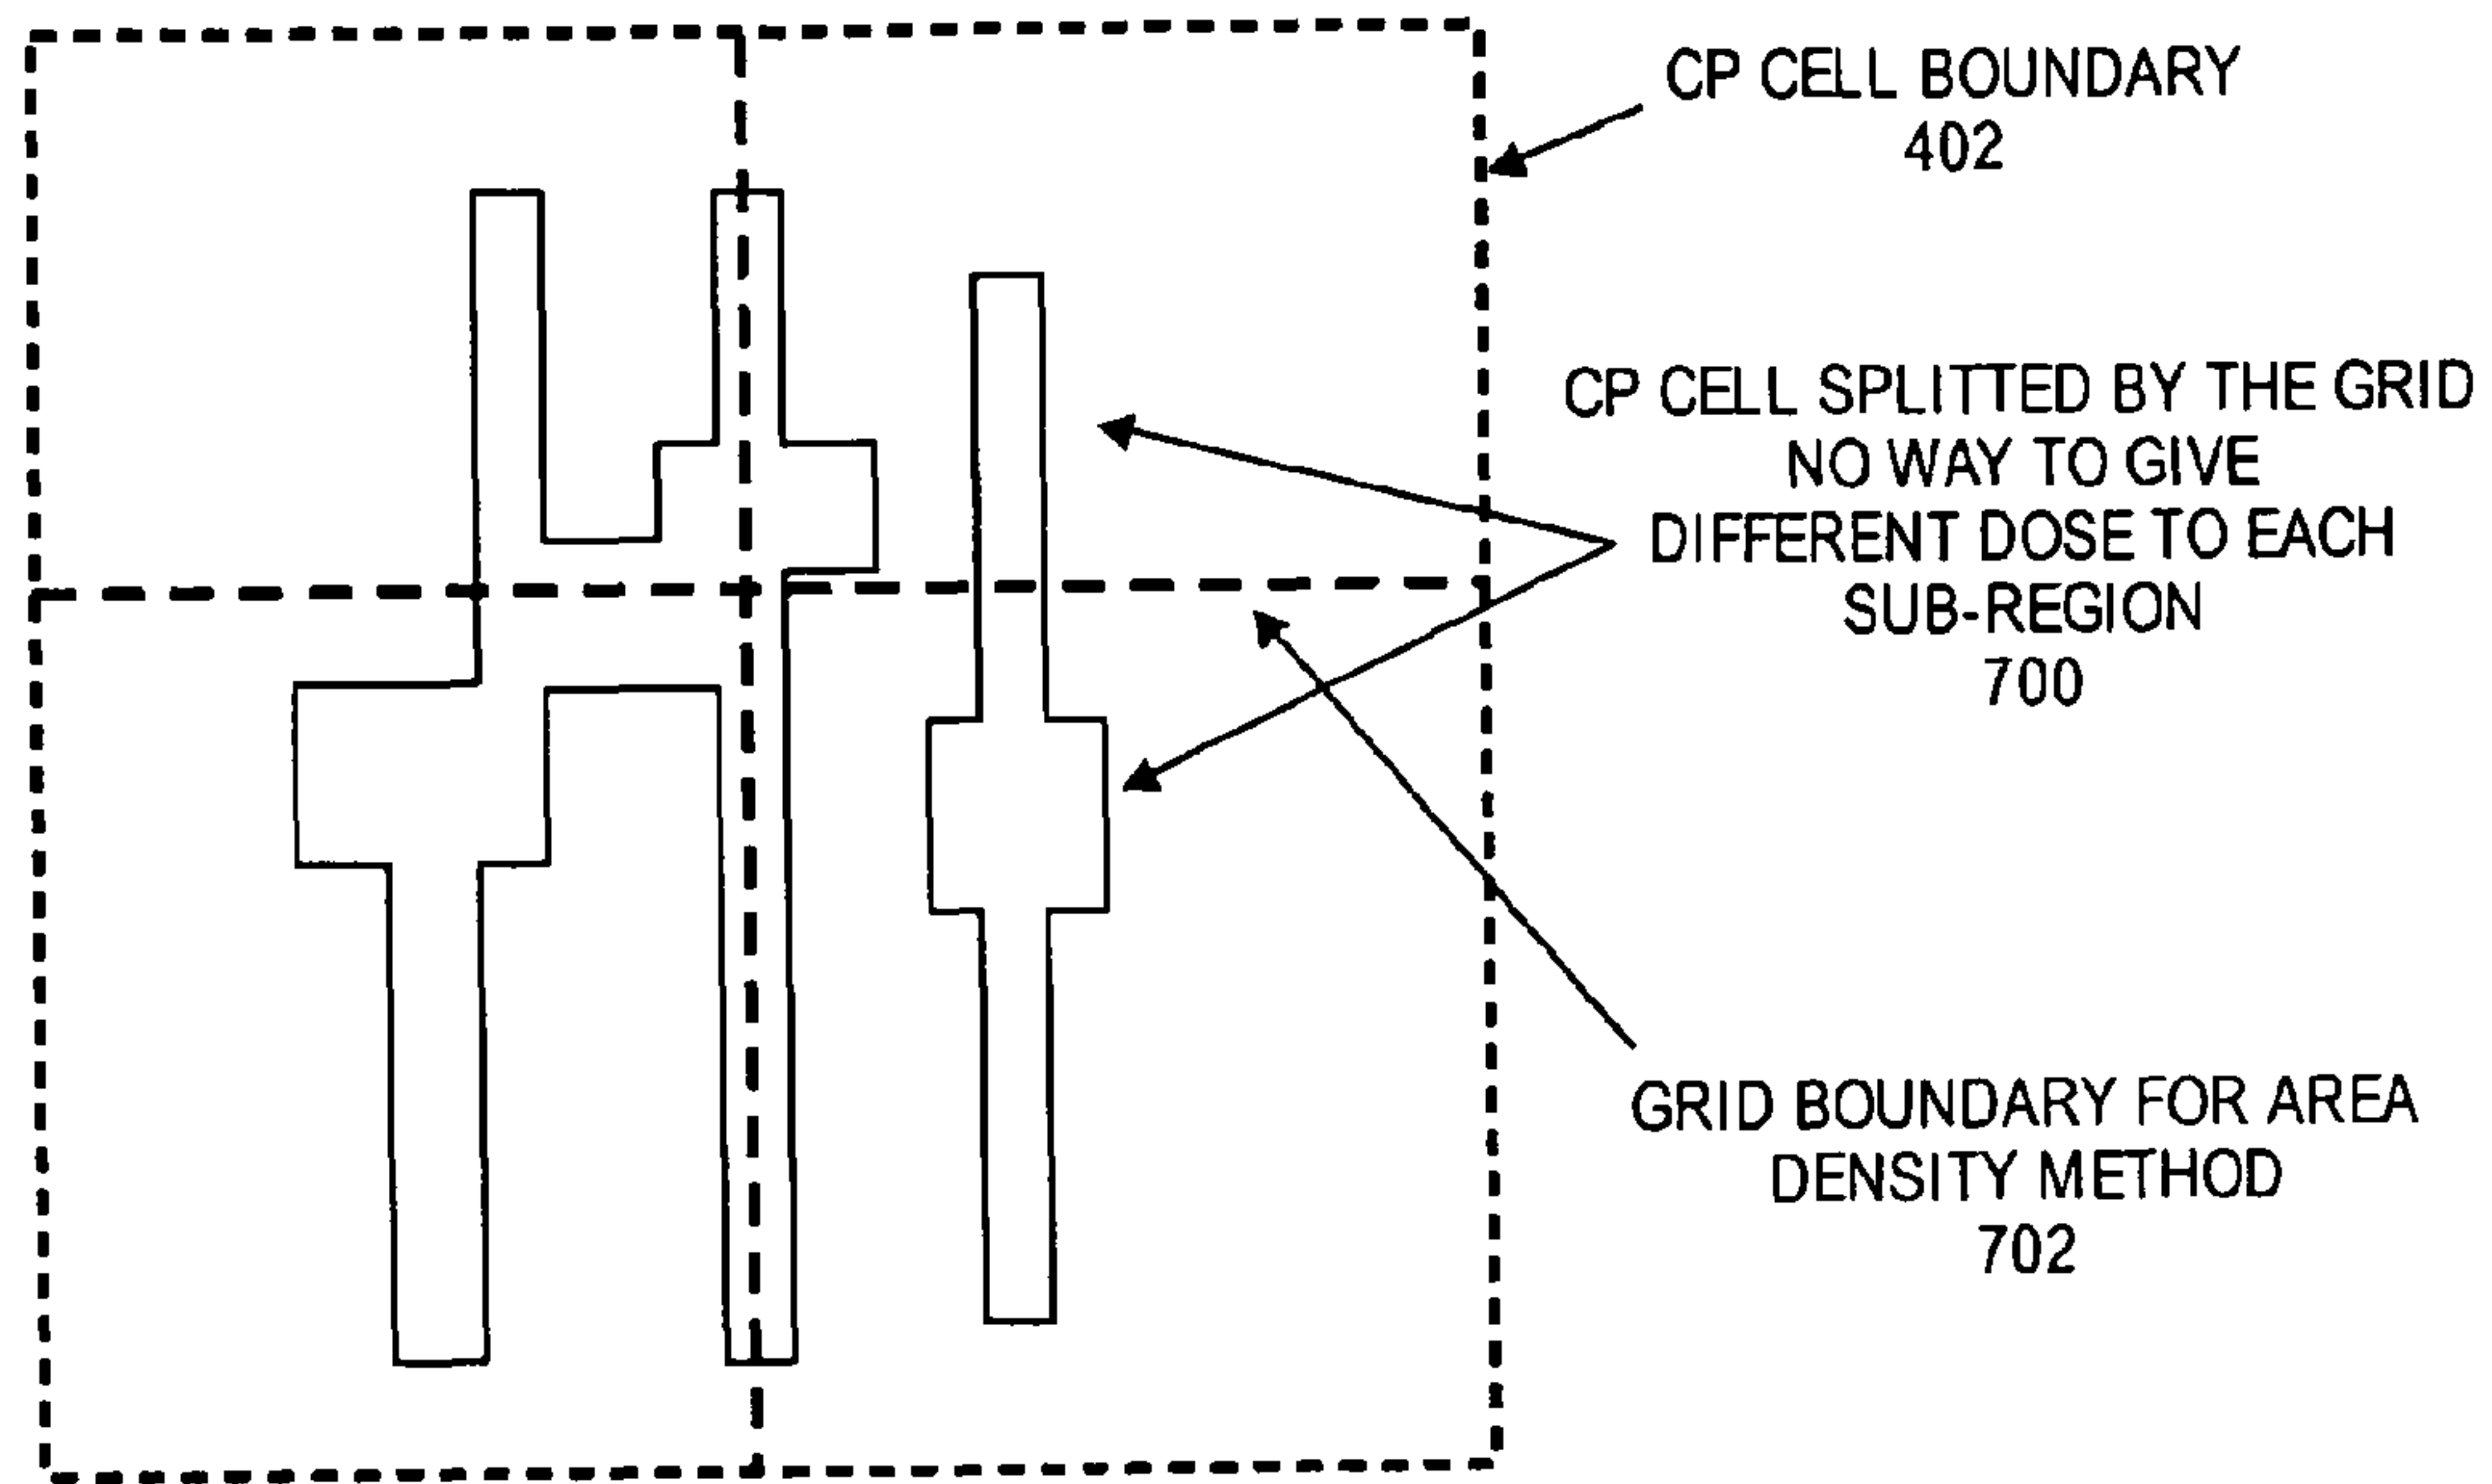 CP CELL BOUNDARY
402
CP CELL SPLITTED BY THE GRID
NO WAY TO GIVE
DIFFERENT DOSE TO EACH
SUB-REGION
700
GRID BOUNDARY FOR AREA
DENSITY METHOD
702